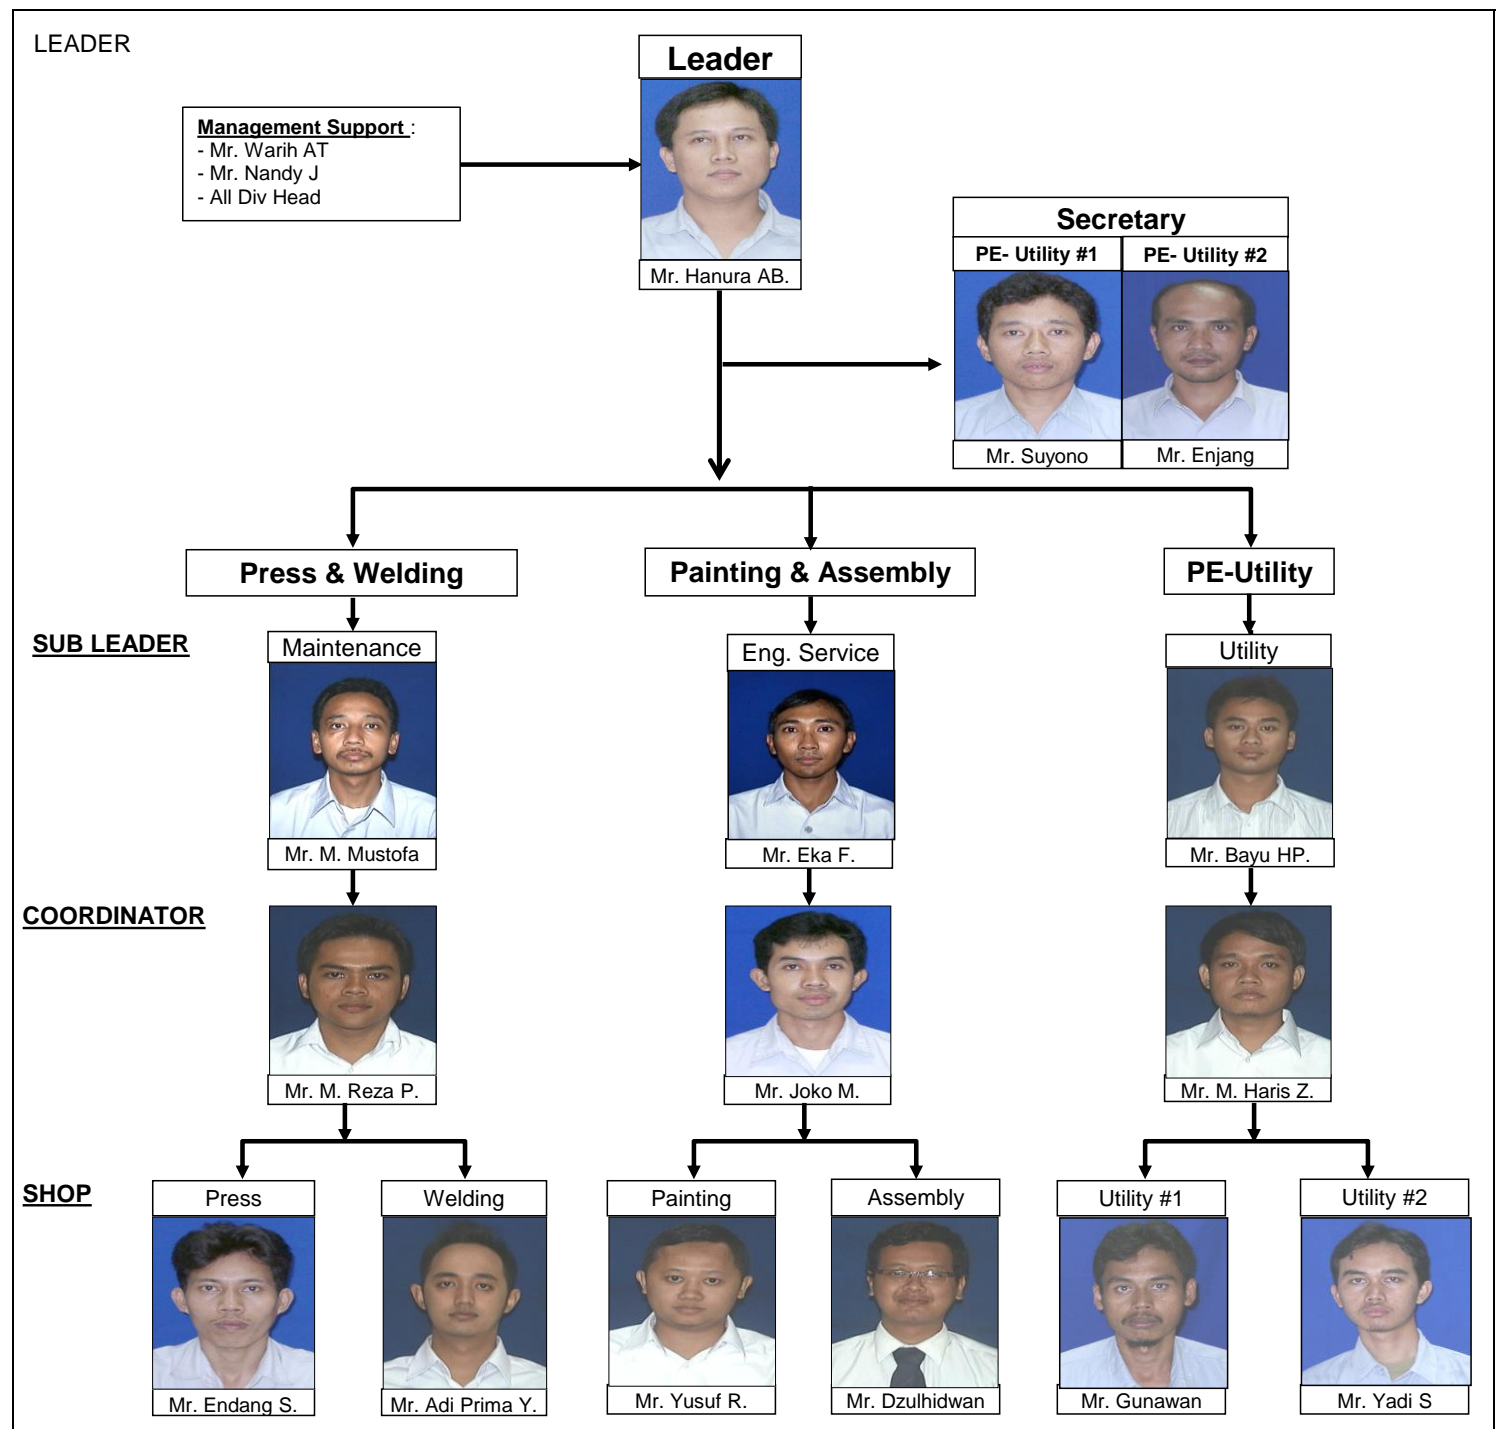 LEADER
Leader
Management Support :
- Mr. Warih AT
- Mr. Nandy J
- All Div Head
Mr. Hanura AB.
Secretary
PE- Utility #1
PE- Utility #2
Mr. Suyono
Mr. Enjang
Press & Welding
Painting & Assembly
PE-Utility
SUB LEADER
Maintenance
Eng. Service
Utility
Mr. M. Mustofa
Mr. Eka F.
Mr. Bayu HP.
COORDINATOR
Mr. M. Reza P.
Mr. Joko M.
Mr. M. Haris Z.
SHOP
Press
Welding
Painting
Assembly
Utility #1
Utility #2
Mr. Endang S.
Mr. Adi Prima Y.
Mr. Yusuf R.
Mr. Dzulhidwan
Mr. Gunawan
Mr. Yadi S